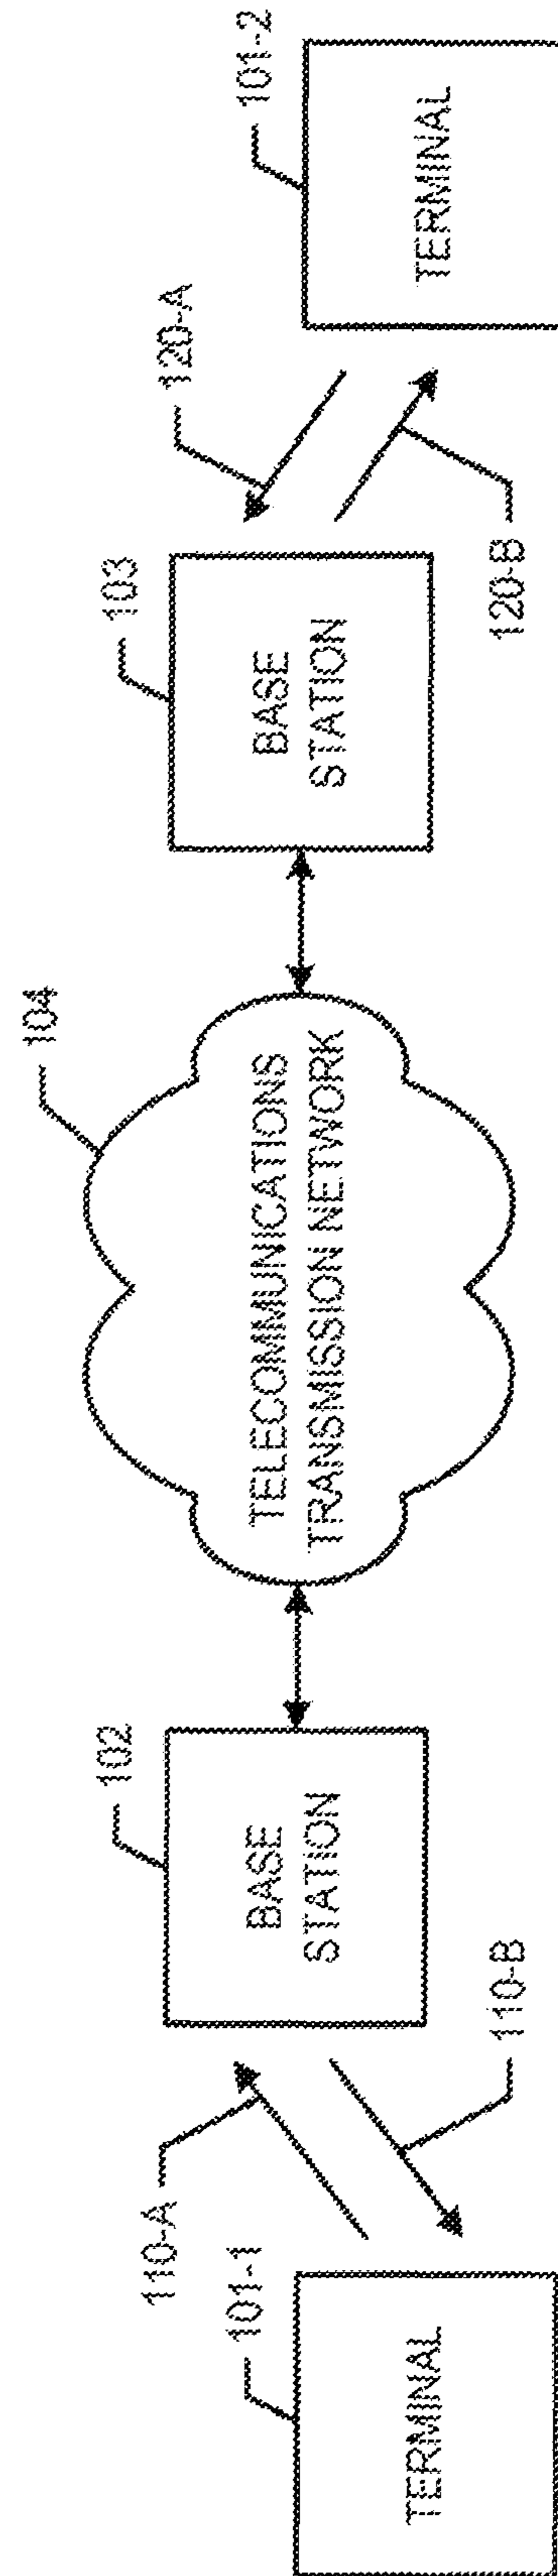 101-1
TERMINAL
110-A
110-B
102
BASE
STATION
104
TELECOMMUNICATIONS
TRANSMISSION NETWORK
103
BASE
STATION
120-A
120-B
101-2
TERMINAL